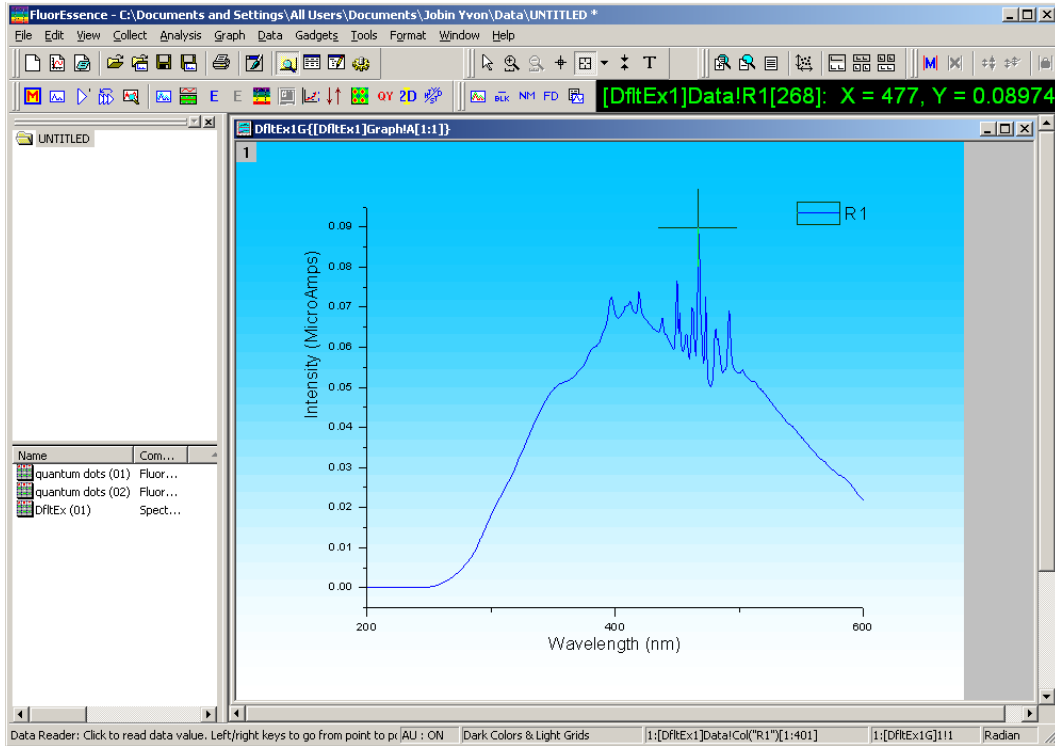 FluorEssence - C:\Documents and Settings\All Users\Documents\Jobin Yvon\Data\UNTITLED *
File Edit View Collect Analysis Graph Data Gadgets Tools Format Window Help
T
M
M E E QY 2D BLK NM FD
[DfltEx1]Data!R1[268]: X = 477, Y = 0.08974
UNTITLED
Name Com...
quantum dots (01) Fluor...
quantum dots (02) Fluor...
DfltEx (01) Spect...
DfltEx1G{[DfltEx1]Graph!A[1:1]}
1
R1
Intensity (MicroAmps)
0.09
0.08
0.07
0.06
0.05
0.04
0.03
0.02
0.01
0.00
200 400 600
Wavelength (nm)
Data Reader: Click to read data value. Left/right keys to go from point to p AU : ON Dark Colors & Light Grids 1:[DfltEx1]Data!Col("R1")[1:401] 1:[DfltEx1G]1!1 Radian